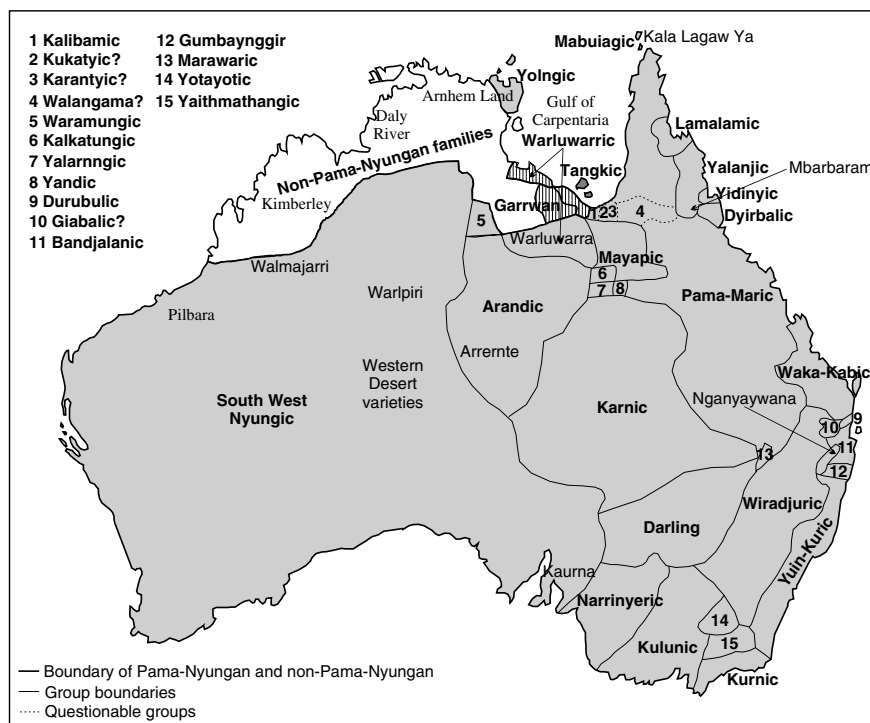 1 Kalibamic
2 Kukatyic?
3 Karantyic?
4 Walangama?
5 Waramungic
6 Kalkatungic
7 Yalarnngic
8 Yandic
9 Durubulic
10 Giabalic?
11 Bandjalanic
12 Gumbaynggir
13 Marawaric
14 Yotayotic
15 Yaithmathangic
Mabuiagic
Kala Lagaw Ya
Yolngic
Arnhem Land
Gulf of
Carpentaria
Daly
River
Non-Pama-Nyungan families
Warluwarric
Lamalamic
Tangkic
Yalanjic
Mbarbaram
Kimberley
Garrwan
1
2
3
4
Yidinyic
Dyirbalic
5
Warluwarra
Walmajarri
Mayapic
6
7
8
Warlpiri
Pilbara
Arandic
Pama-Maric
Arrernte
Western
Desert
varieties
Waka-Kabic
South West
Nyungic
Karnic
Nganyaywana
9
10
11
12
13
Wiradjuric
Darling
Yuin-Kuric
Kaurna
Narrinyeric
14
Kulunic
15
Kurnic
Boundary of Pama-Nyungan and non-Pama-Nyungan
Group boundaries
Questionable groups